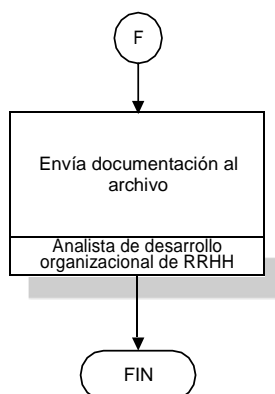 F
Envía documentación al
archivo
Analista de desarrollo
organizacional de RRHH
FIN